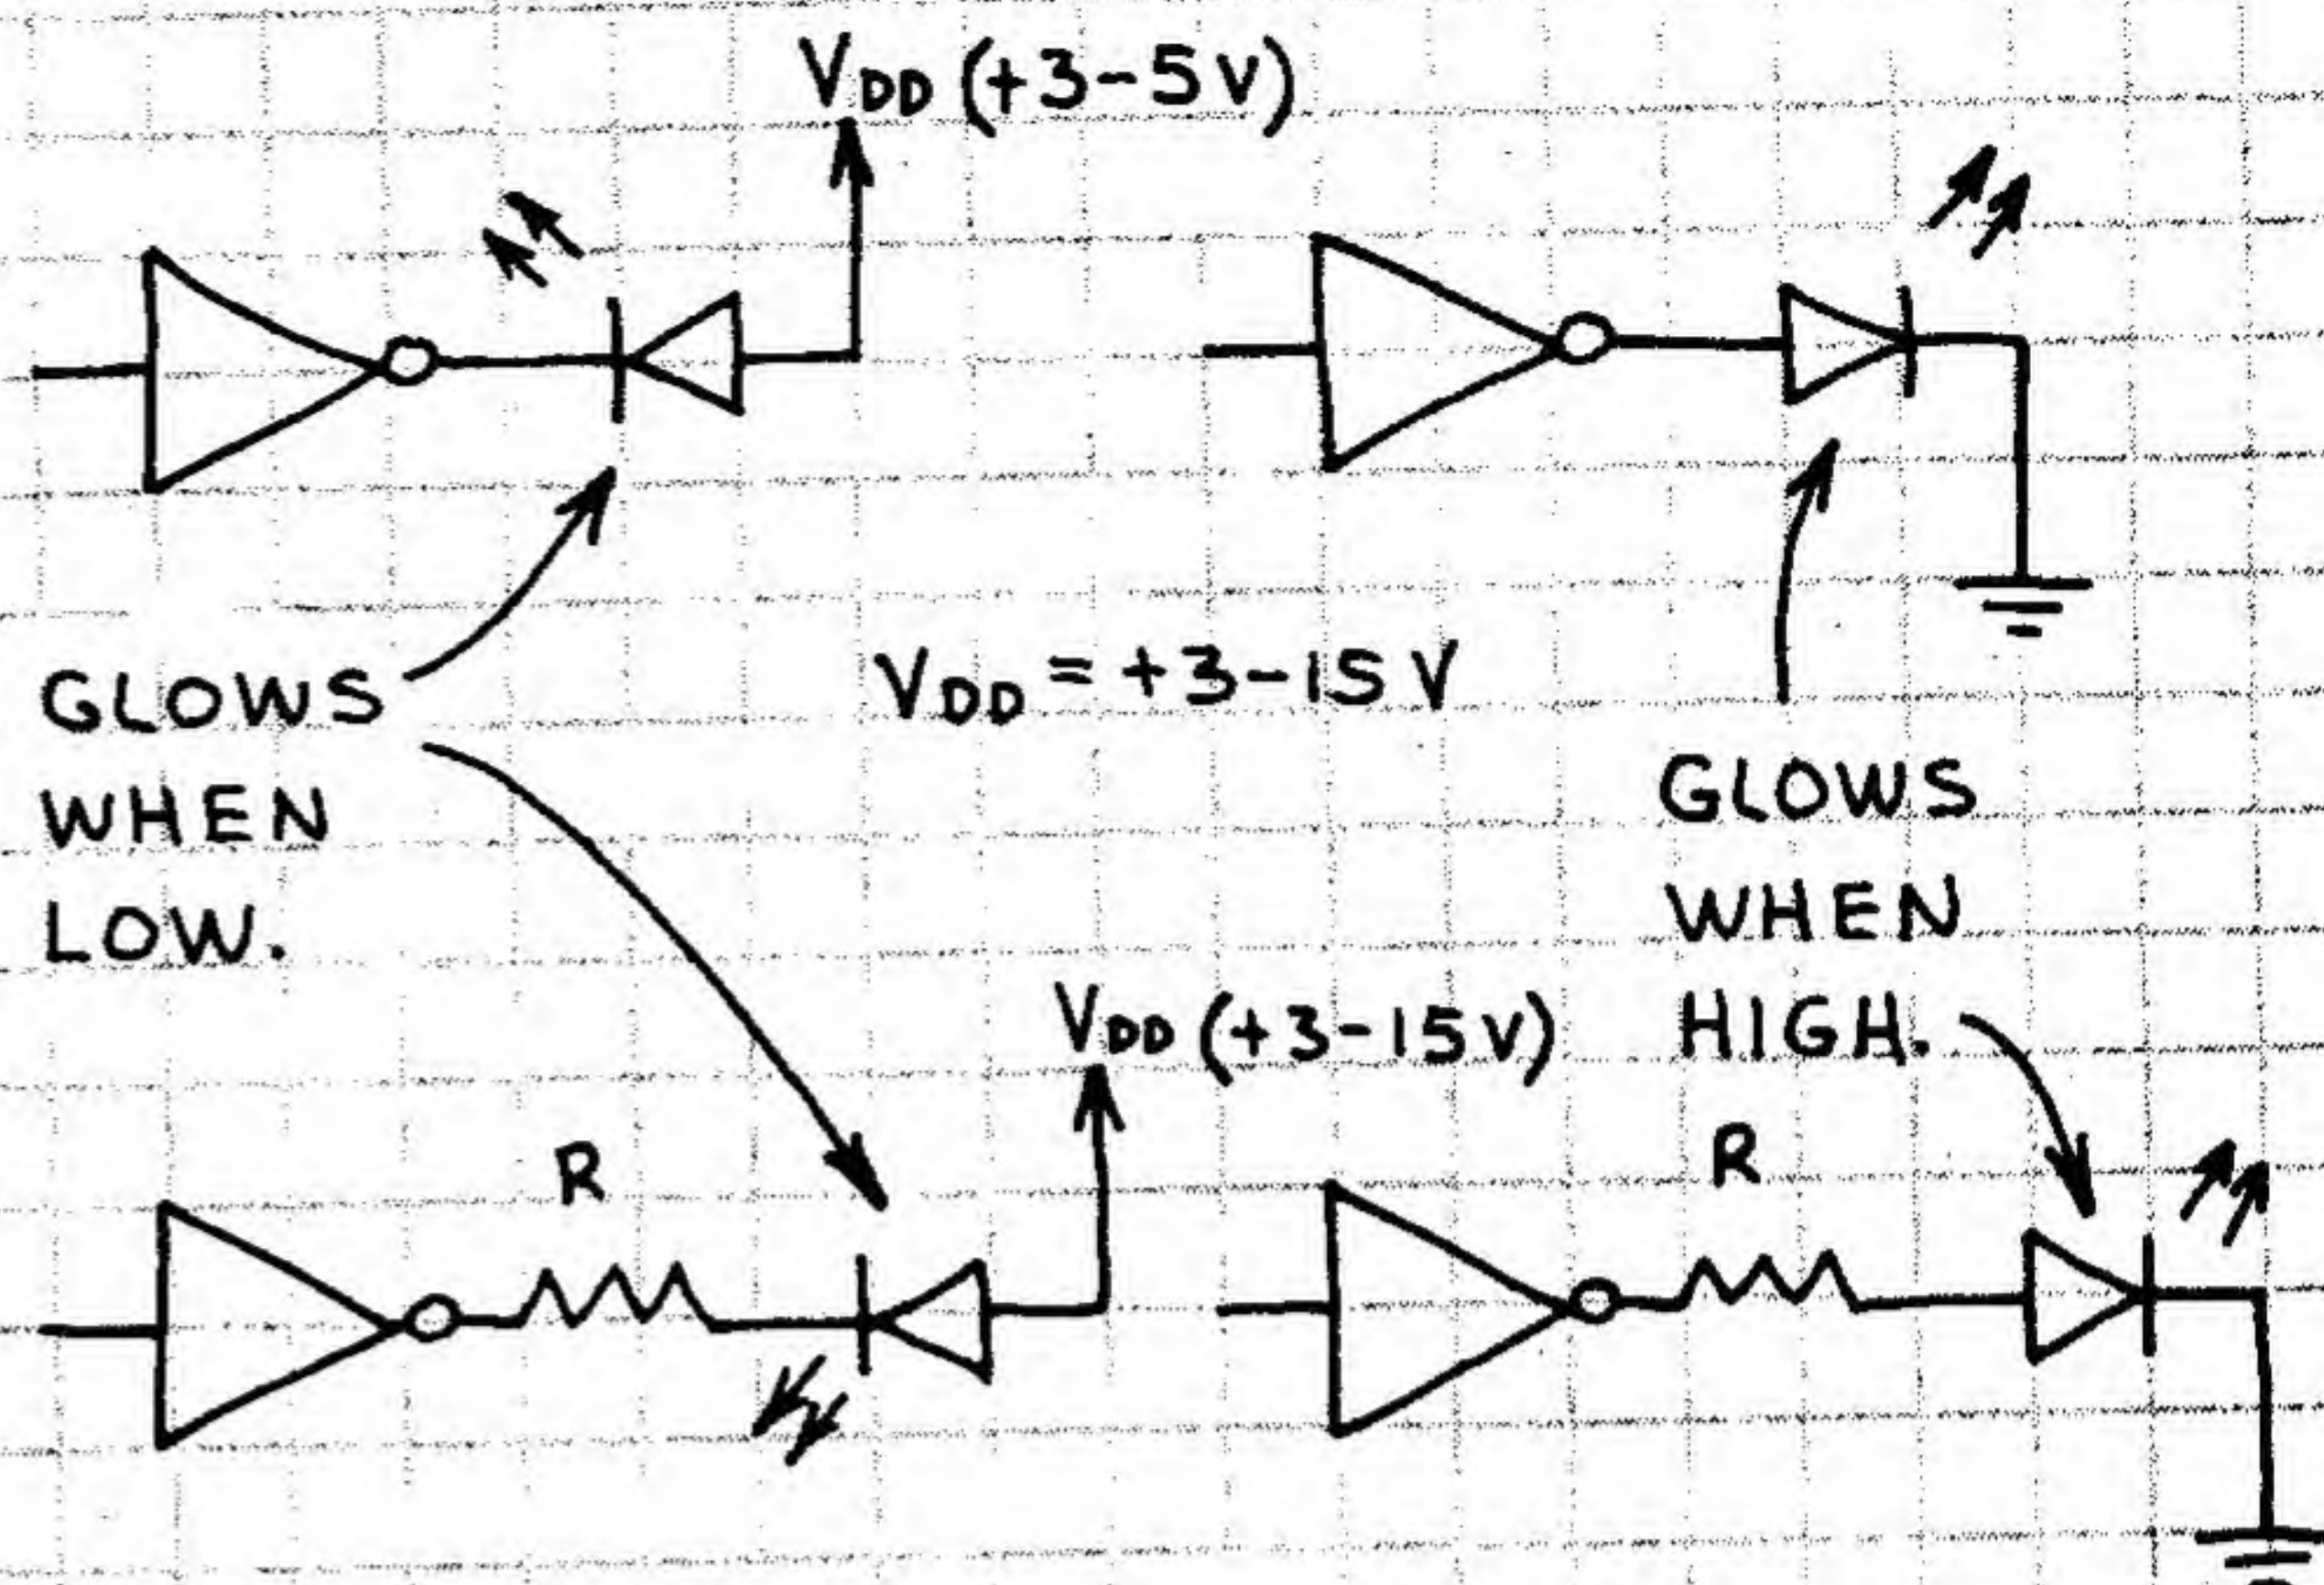 VDD (+3-5V)
GLOWS
WHEN
LOW.
VDD = +3-15 V
GLOWS
WHEN
HIGH.
VDD (+3-15V)
R
R